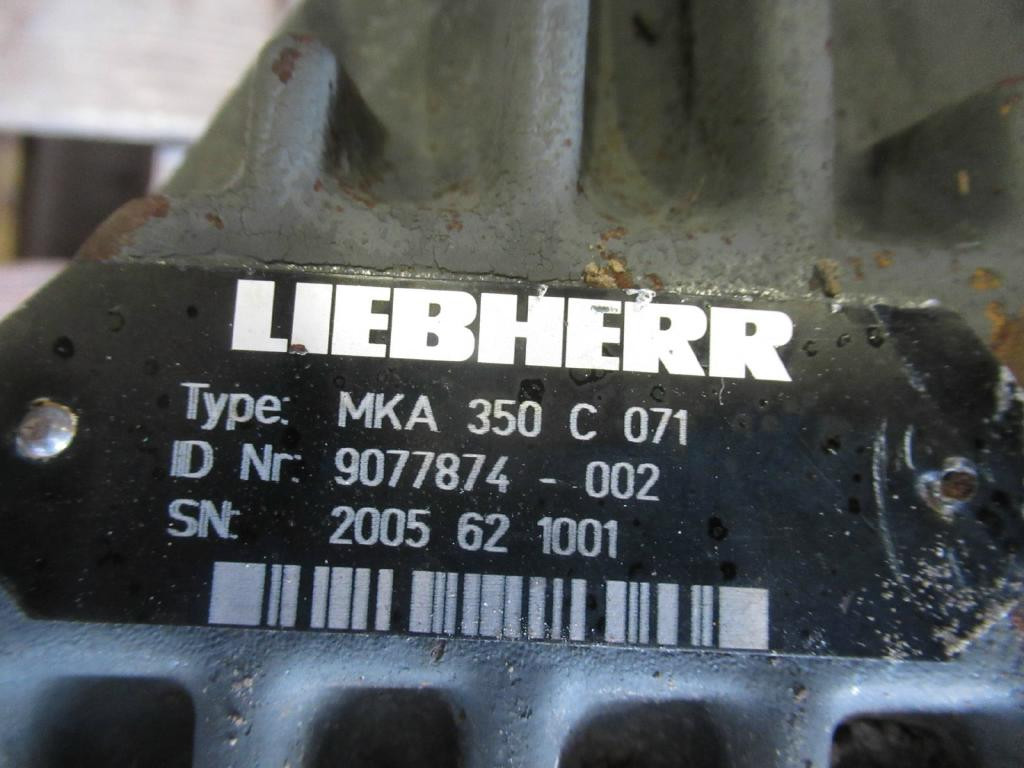 LIEBHERR
Type: MKA 350 C 071
ID Nr: 9077874 - 002
SN: 2005 62 1001